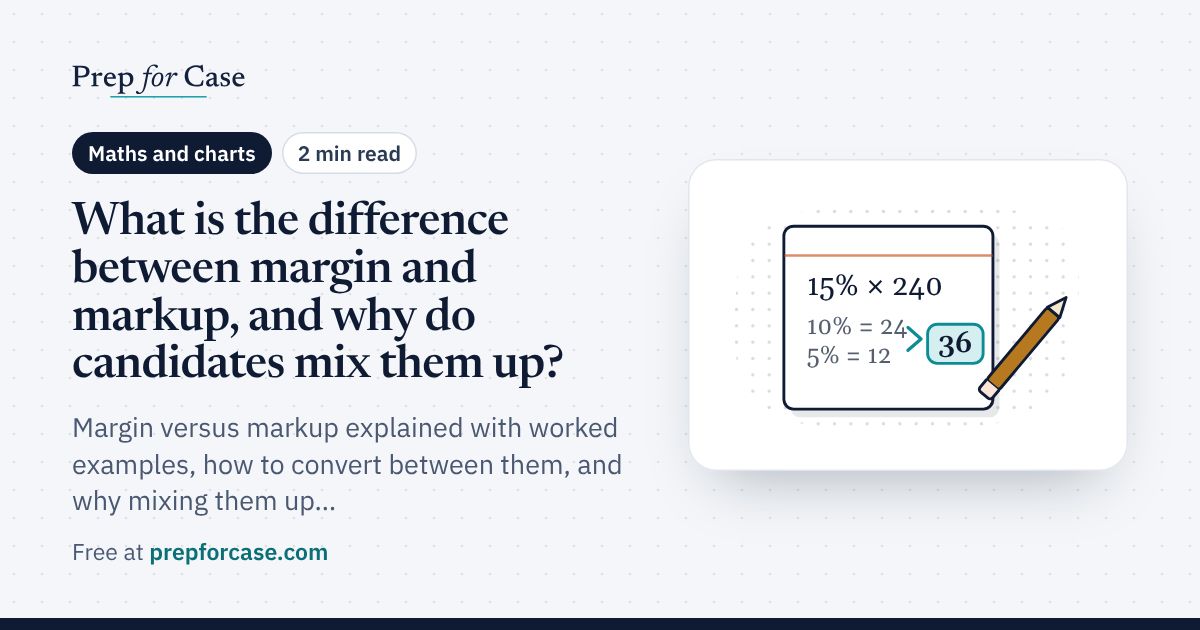 Prep for Case
Maths and charts
2 min read
What is the difference
between margin and
markup, and why do
candidates mix them up?
Margin versus markup explained with worked
examples, how to convert between them, and
why mixing them up...
Free at prepforcase.com
15% × 240
10% = 24
5% = 12
36